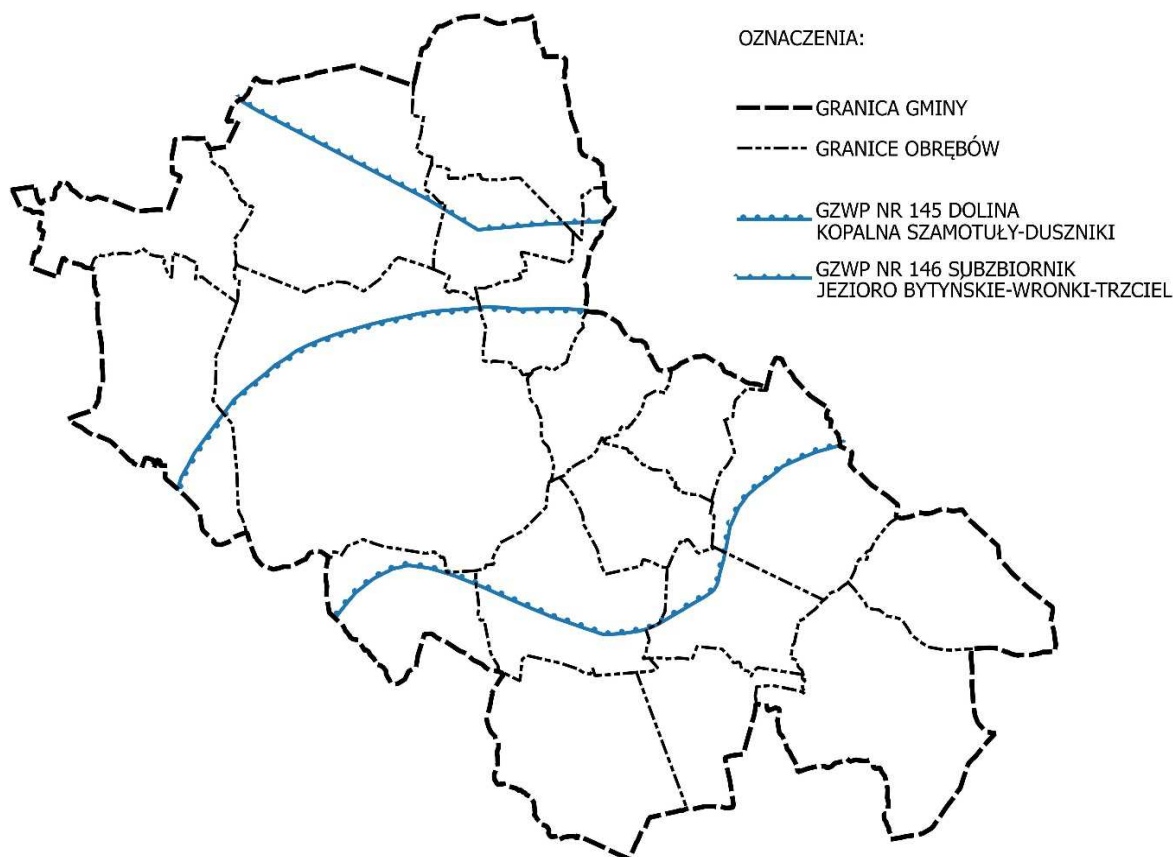 OZNACZENIA:
GRANICA GMINY
GRANICE OBRĘBÓW
GZWP NR 145 DOLINA
KOPALNA SZAMOTUŁY-DUSZNIKI
GZWP NR 146 SUBZBIORNIK
JEZIORO BYTYŃSKIE-WRONKI-TRZCIEL